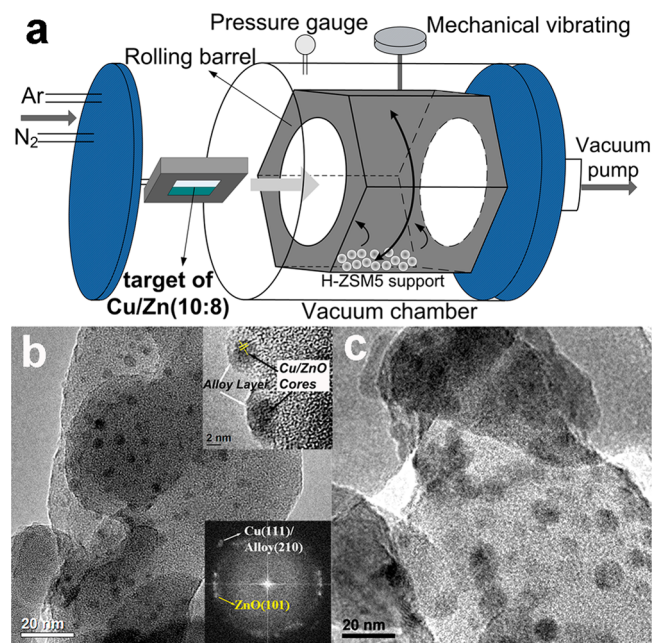 a
Pressure gauge
Mechanical vibrating
Rolling barrel
Ar
N2
Vacuum
pump
target of
Cu/Zn(10:8)
H-ZSM5 support
Vacuum chamber
b
Cu/ZnO
Cores
Alloy Layer
2 nm
Cu(111)/
Alloy(210)
ZnO(101)
20 nm
c
20 nm